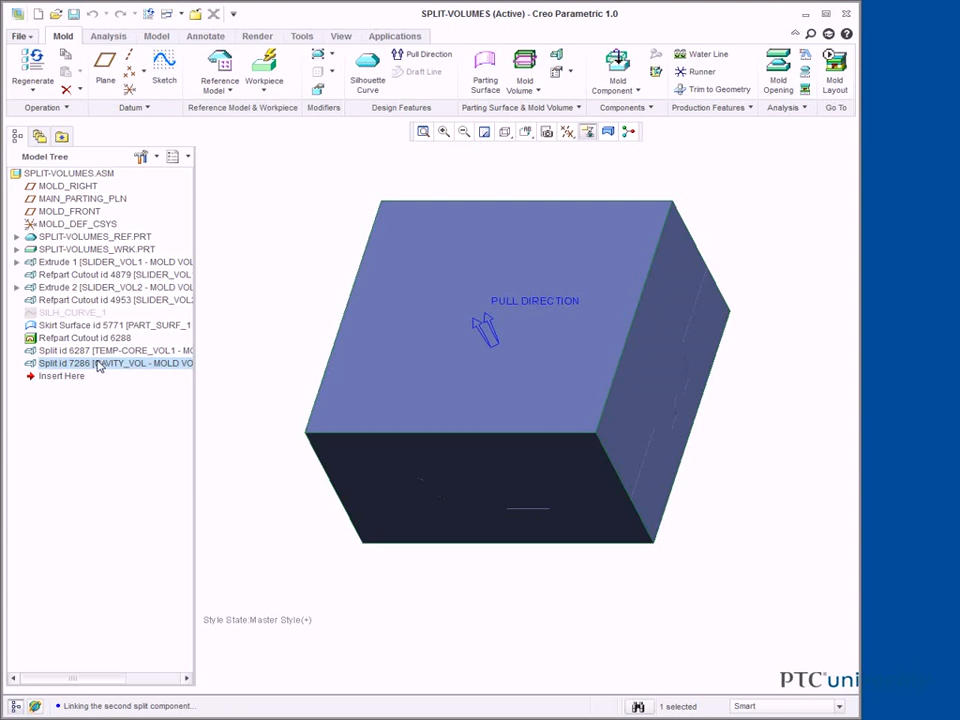 SPLIT-VOLUMES (Active) - Creo Parametric 1.0
File Mold Analysis Model Annotate Render Tools View Applications
Regenerate Plane Sketch Reference Model Workpiece Silhouette Curve Pull Direction Draft Line Parting Surface Mold Volume Mold Component Water Line Runner Trim to Geometry Mold Opening Mold Layout
Operation Datum Reference Model & Workpiece Modifiers Design Features Parting Surface & Mold Volume Components Production Features Analysis Go To
Model Tree
SPLIT-VOLUMES.ASM
MOLD_RIGHT
MAIN_PARTING_PLN
MOLD_FRONT
MOLD_DEF_CSYS
SPLIT-VOLUMES_REF.PRT
SPLIT-VOLUMES_WRK.PRT
Extrude 1 [SLIDER_VOL1 - MOLD VOL
Refpart Cutout id 4879 [SLIDER_VOL
Extrude 2 [SLIDER_VOL2 - MOLD VOL
Refpart Cutout id 4953 [SLIDER_VOL2
SILH_CURVE_1
Skirt Surface id 5771 [PART_SURF_1
Refpart Cutout id 6288
Split id 6287 [TEMP-CORE_VOL1 - MO
Split id 7286 [CAVITY_VOL - MOLD VO
Insert Here
PULL DIRECTION
Style State:Master Style(+)
PTC uni
Linking the second split component...
1 selected
Smart